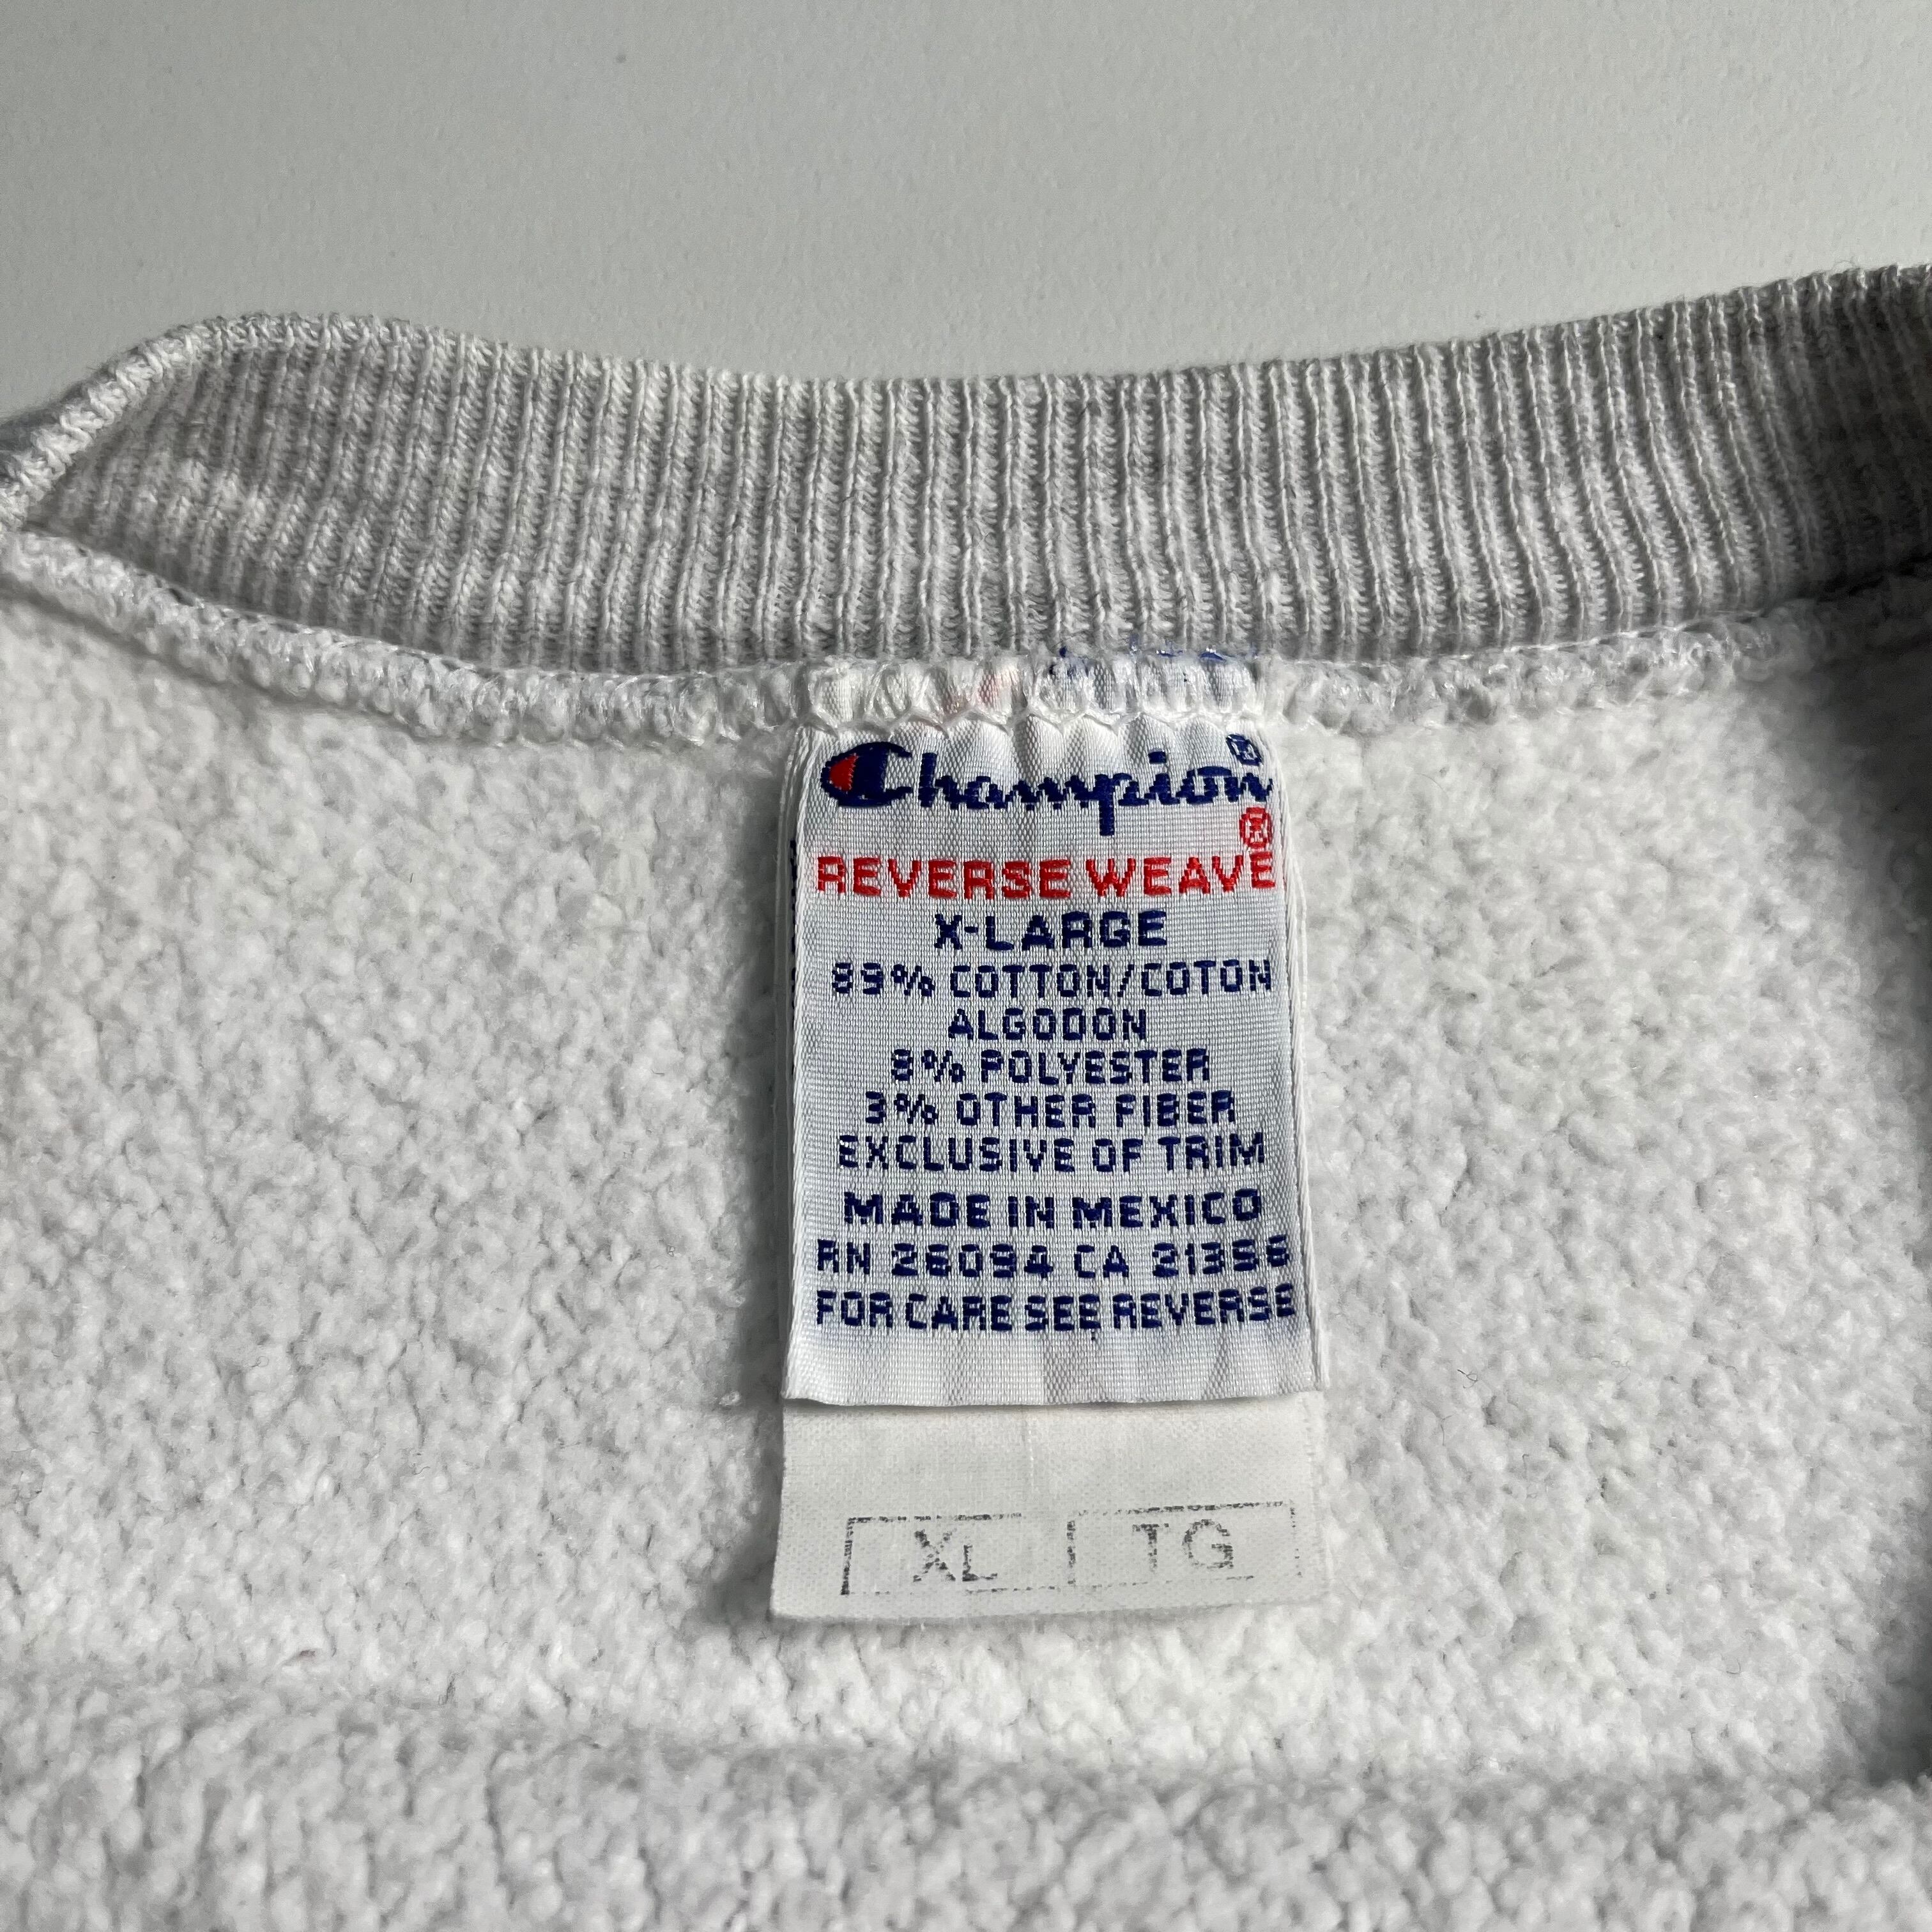 Champion®
®
REVERSE WEAVE
X-LARGE
89% COTTON/COTON
ALGODON
8% POLYESTER
3% OTHER FIBER
EXCLUSIVE OF TRIM
MADE IN MEXICO
RN 26094 CA 21356
FOR CARE SEE REVERSE
XL TG